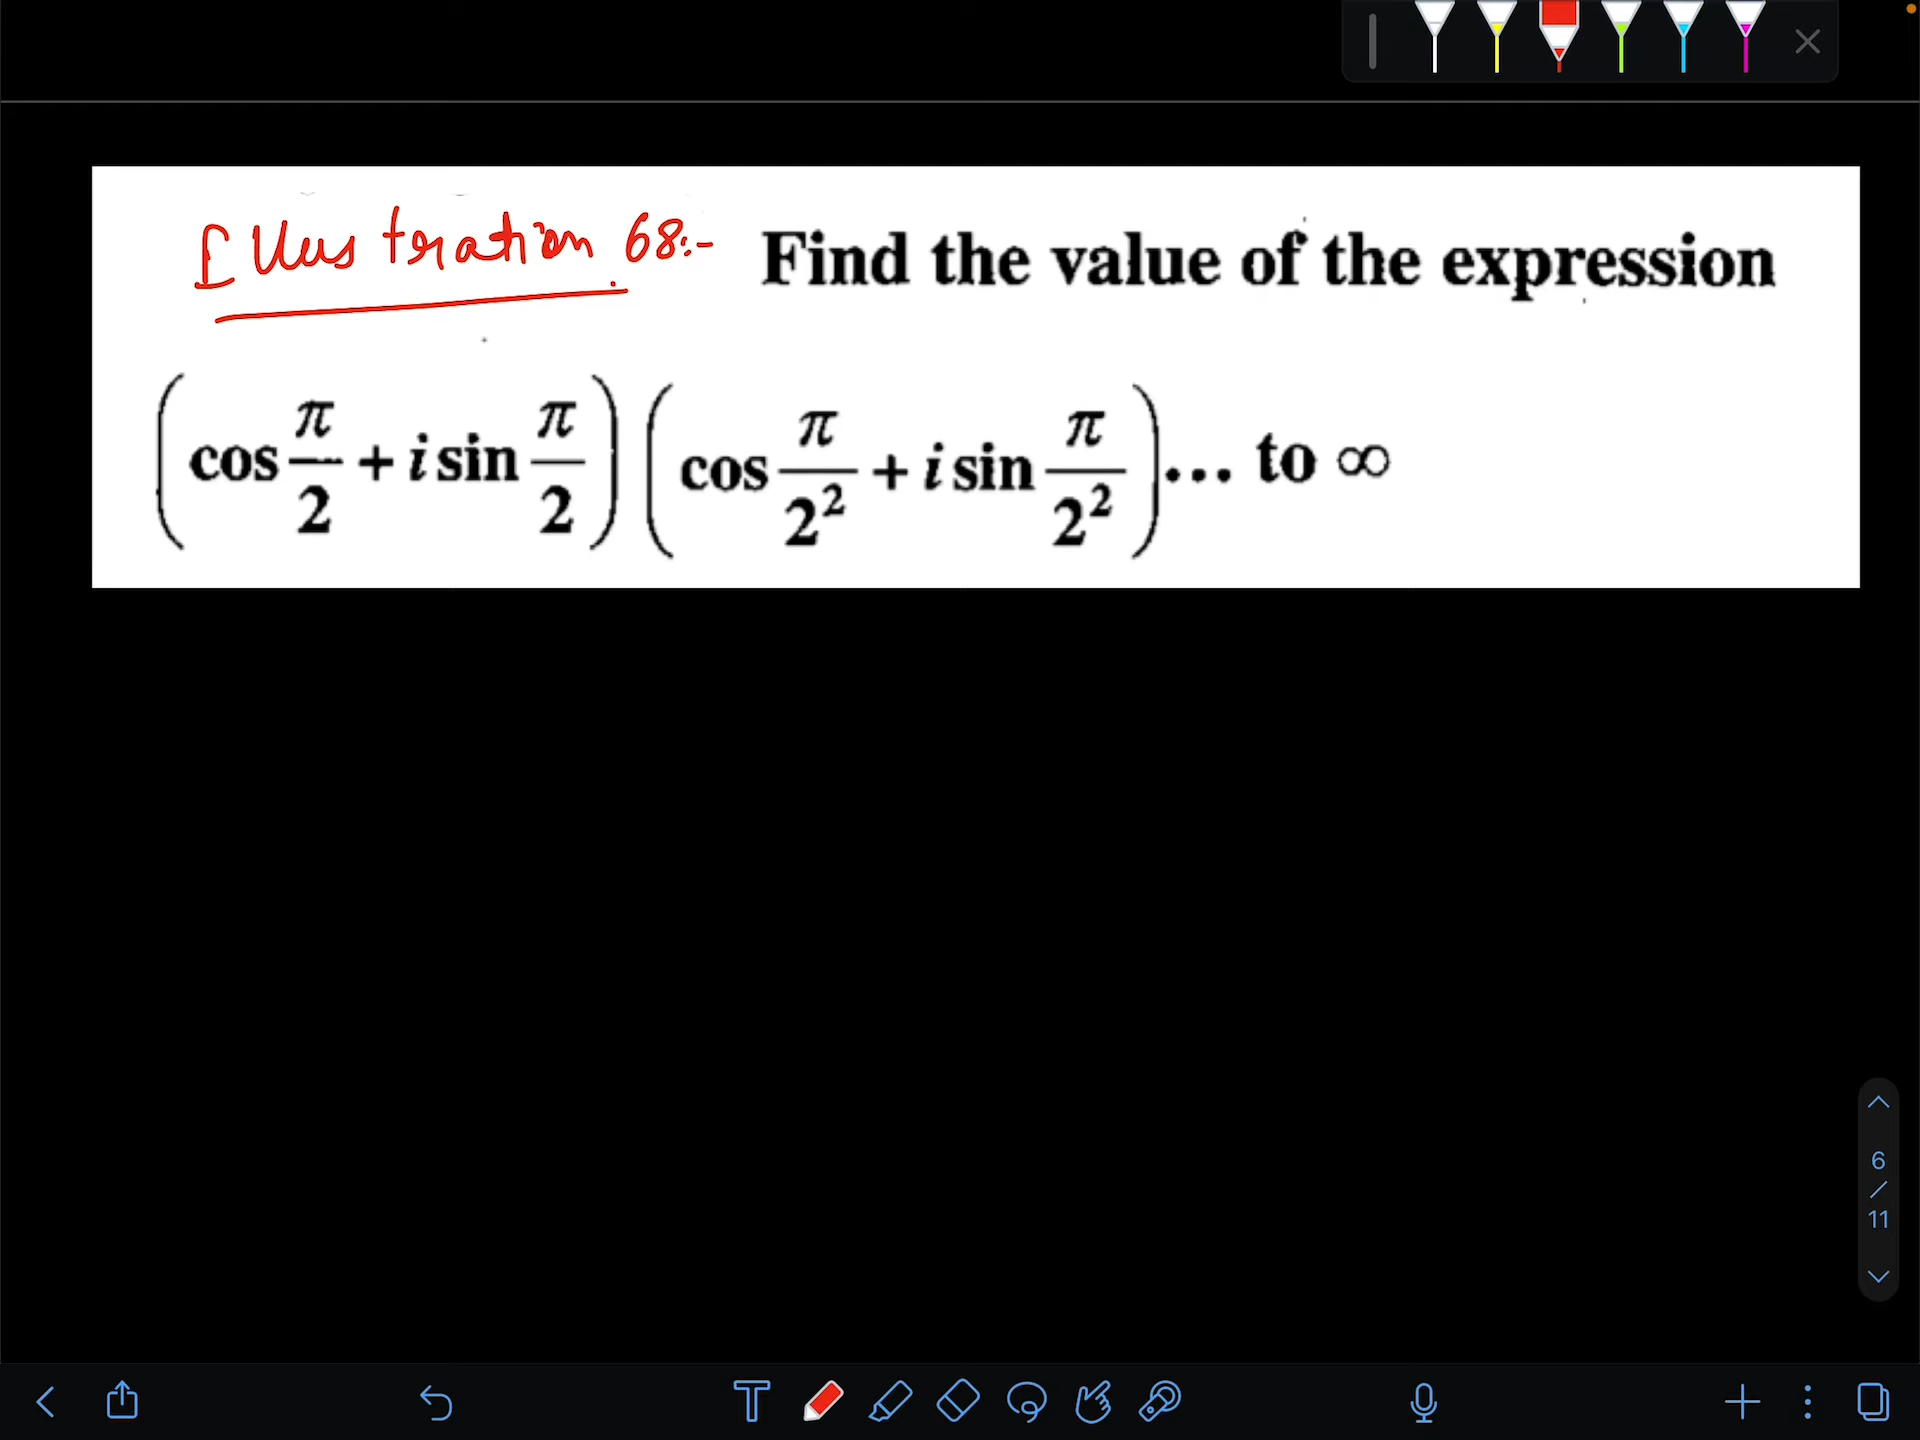 Illustration 68:- Find the value of the expression
(cos π/2 + i sin π/2) (cos π/2² + i sin π/2²)... to ∞
6
/
11
T